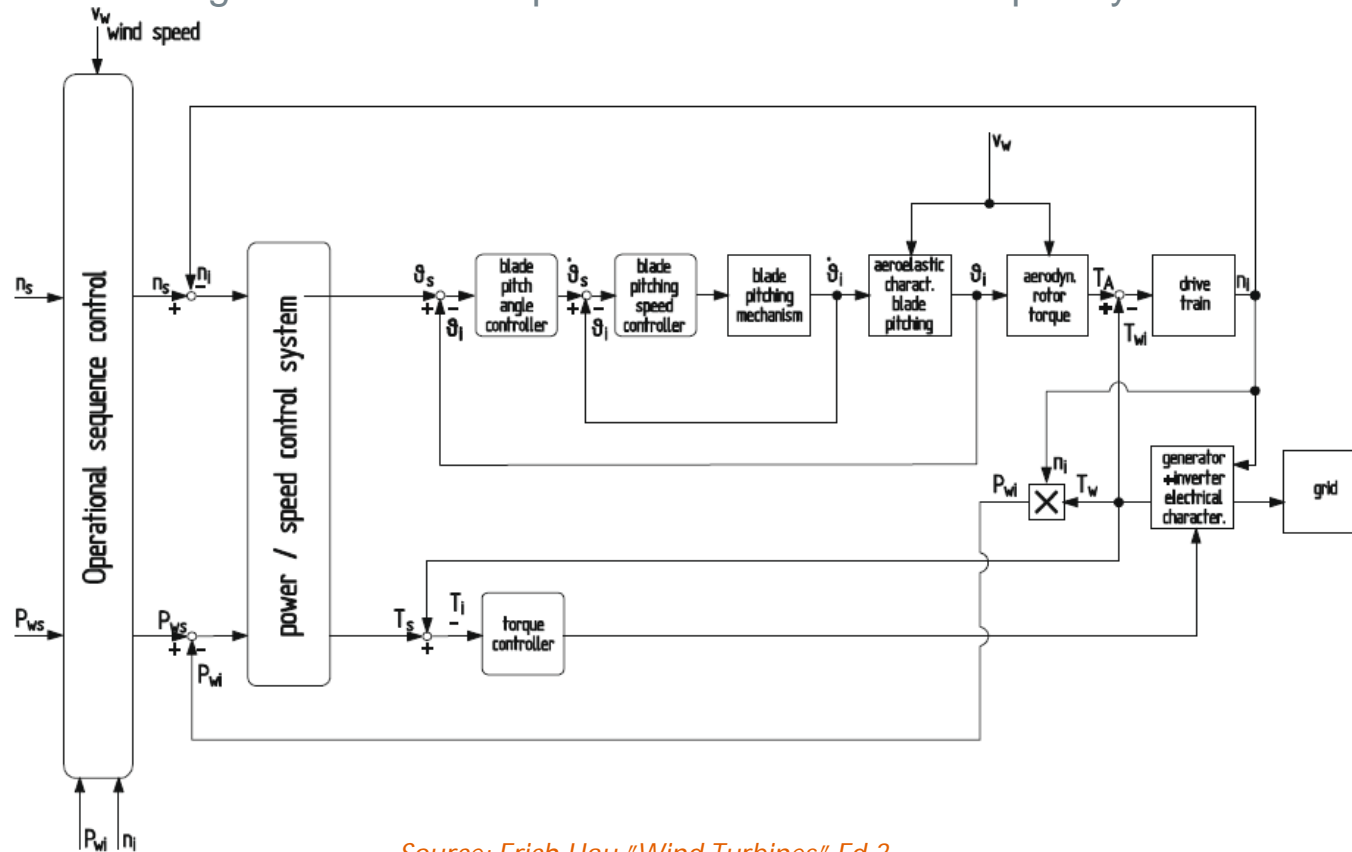 v_w
wind speed
v_w
n_s
Operational sequence control
n_s
n_i
-
+
power / speed control system
ϑ_s
+
-
ϑ_i
blade
pitch
angle
controller
ϑ̇_s
+
-
ϑ_i
blade
pitching
speed
controller
blade
pitching
mechanism
ϑ̇_i
aeroelastic
charact.
blade
pitching
ϑ_i
aerodyn.
rotor
torque
T_A
+
-
T_wi
drive
train
n_i
P_wi
n_i
T_w
X
generator
+inverter
electrical
character.
grid
P_ws
P_ws
+
-
P_wi
T_s
+
T_i
-
torque
controller
P_wi
n_i